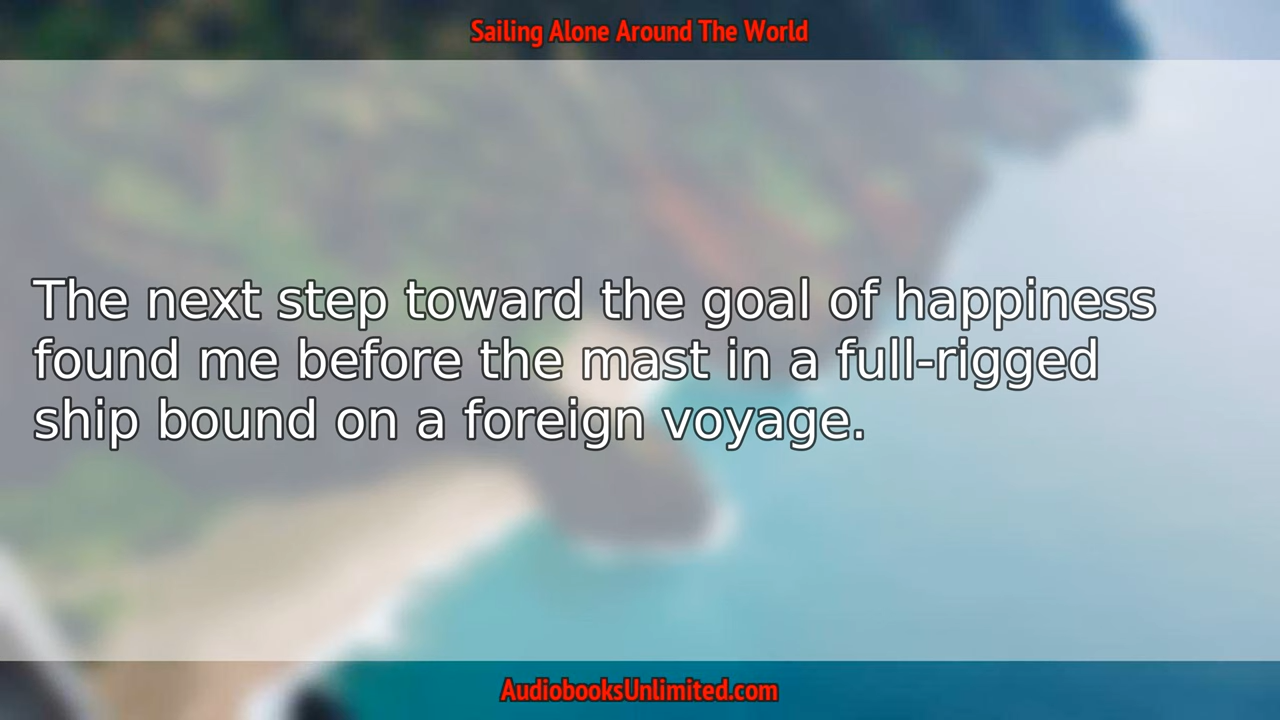 Sailing Alone Around The World
The next step toward the goal of happiness
found me before the mast in a full-rigged
ship bound on a foreign voyage.
AudiobooksUnlimited.com